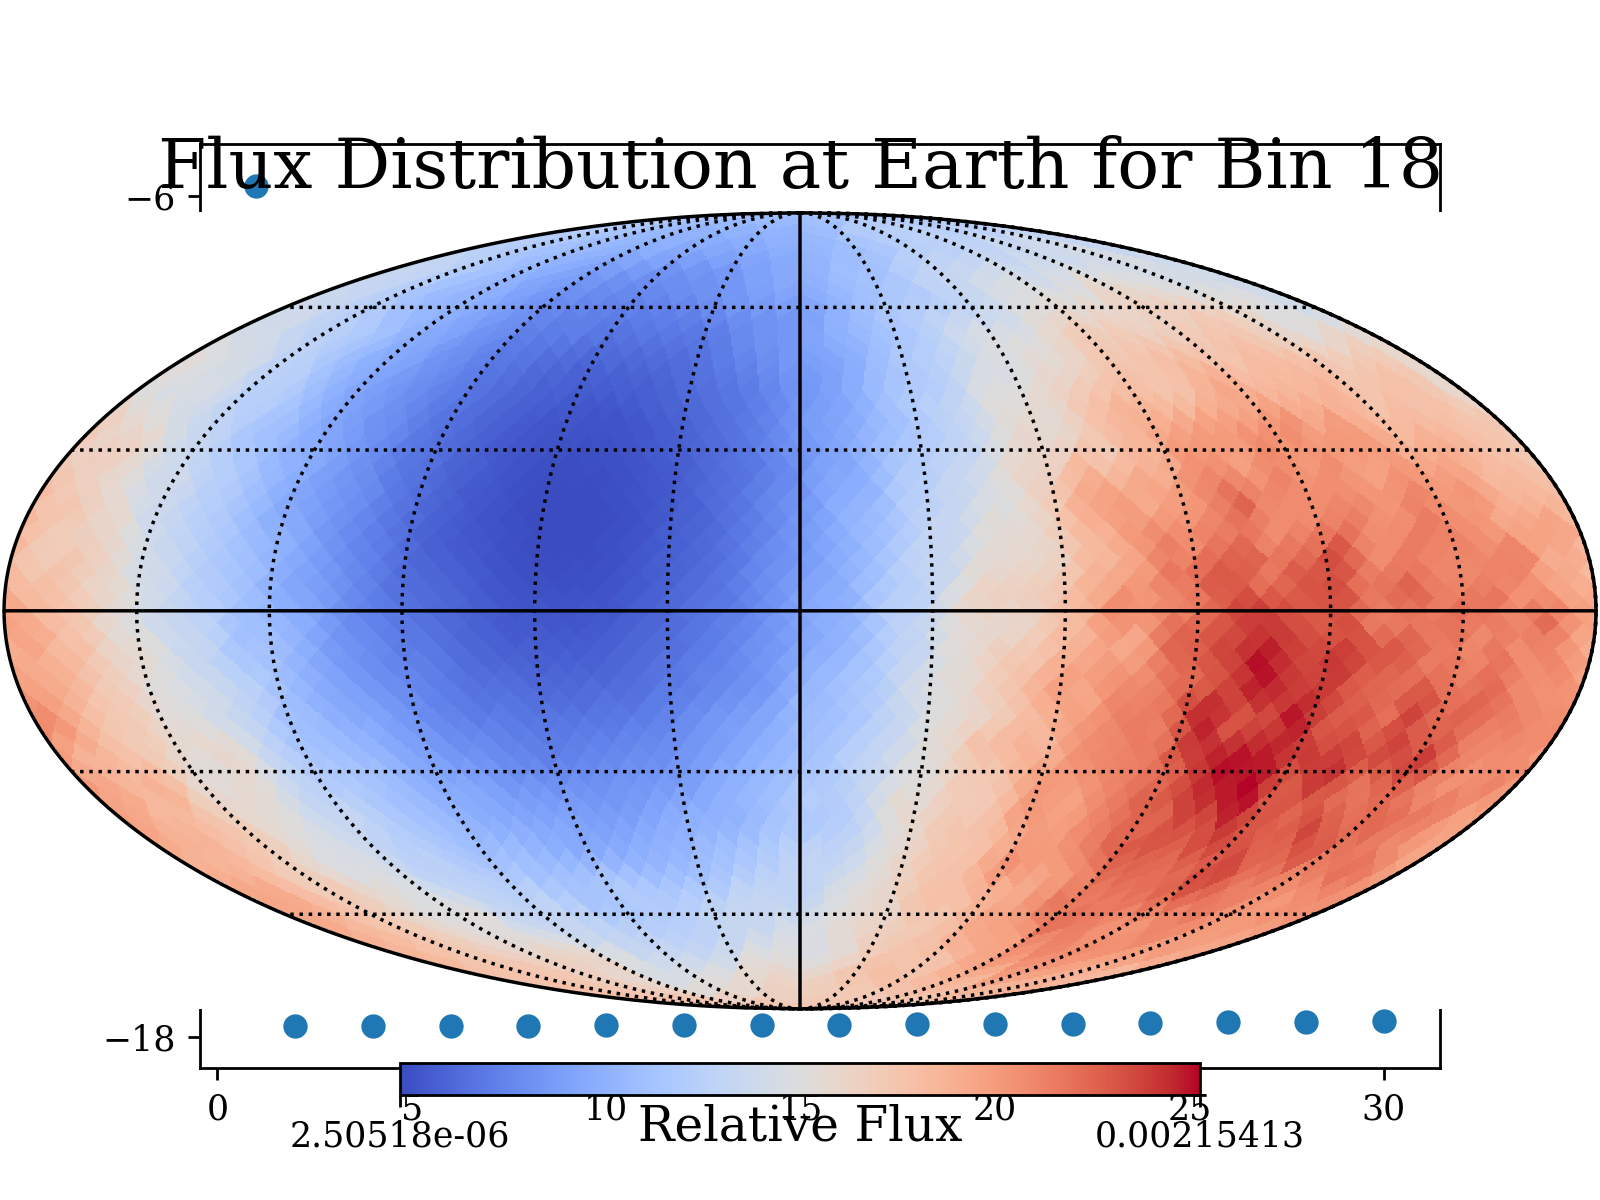 Flux Distribution at Earth for Bin 18
−6
−18
0 5 10 15 20 25 30
2.50518e-06 Relative Flux 0.00215413